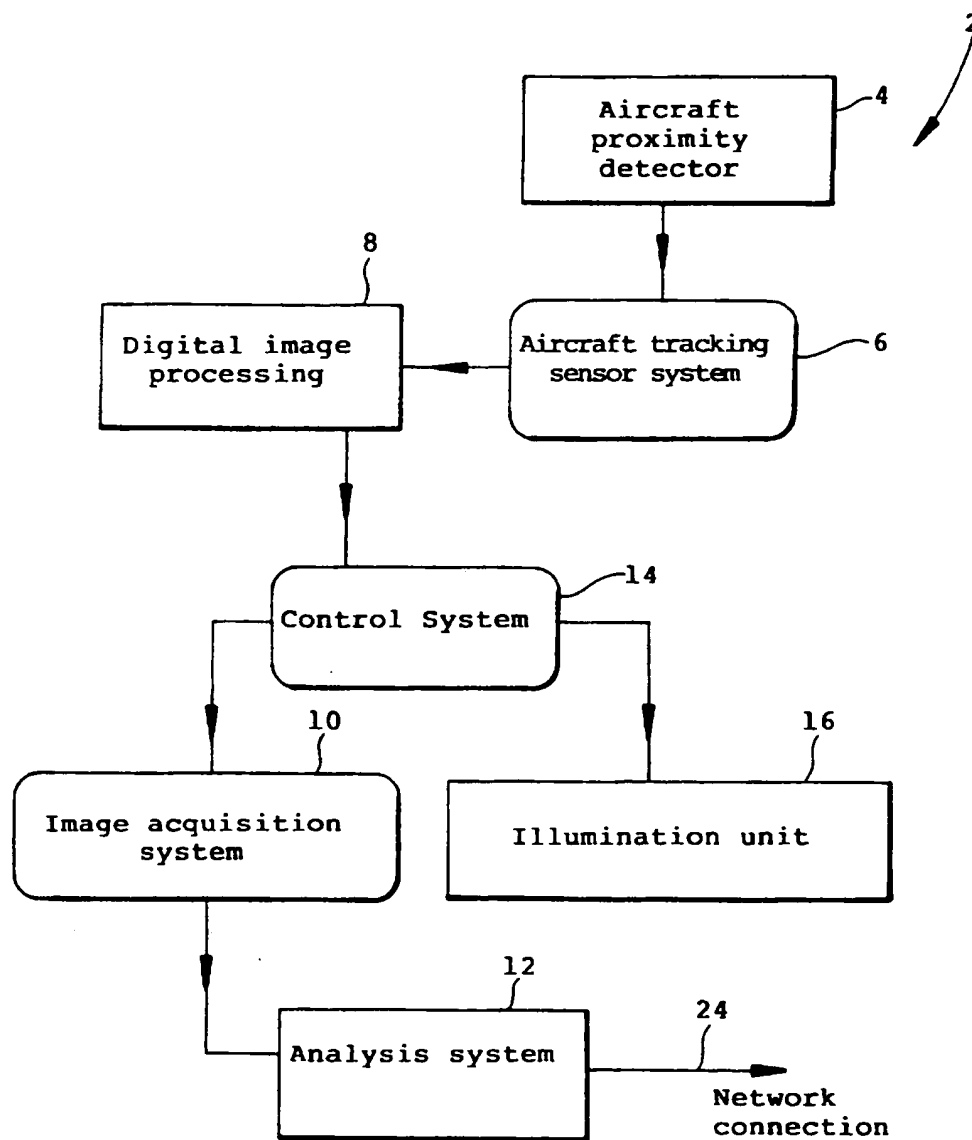 2
Aircraft
proximity
detector
4
8
Digital image
processing
Aircraft tracking
sensor system
6
Control System
14
10
Image acquisition
system
16
Illumination unit
12
Analysis system
24
Network
connection